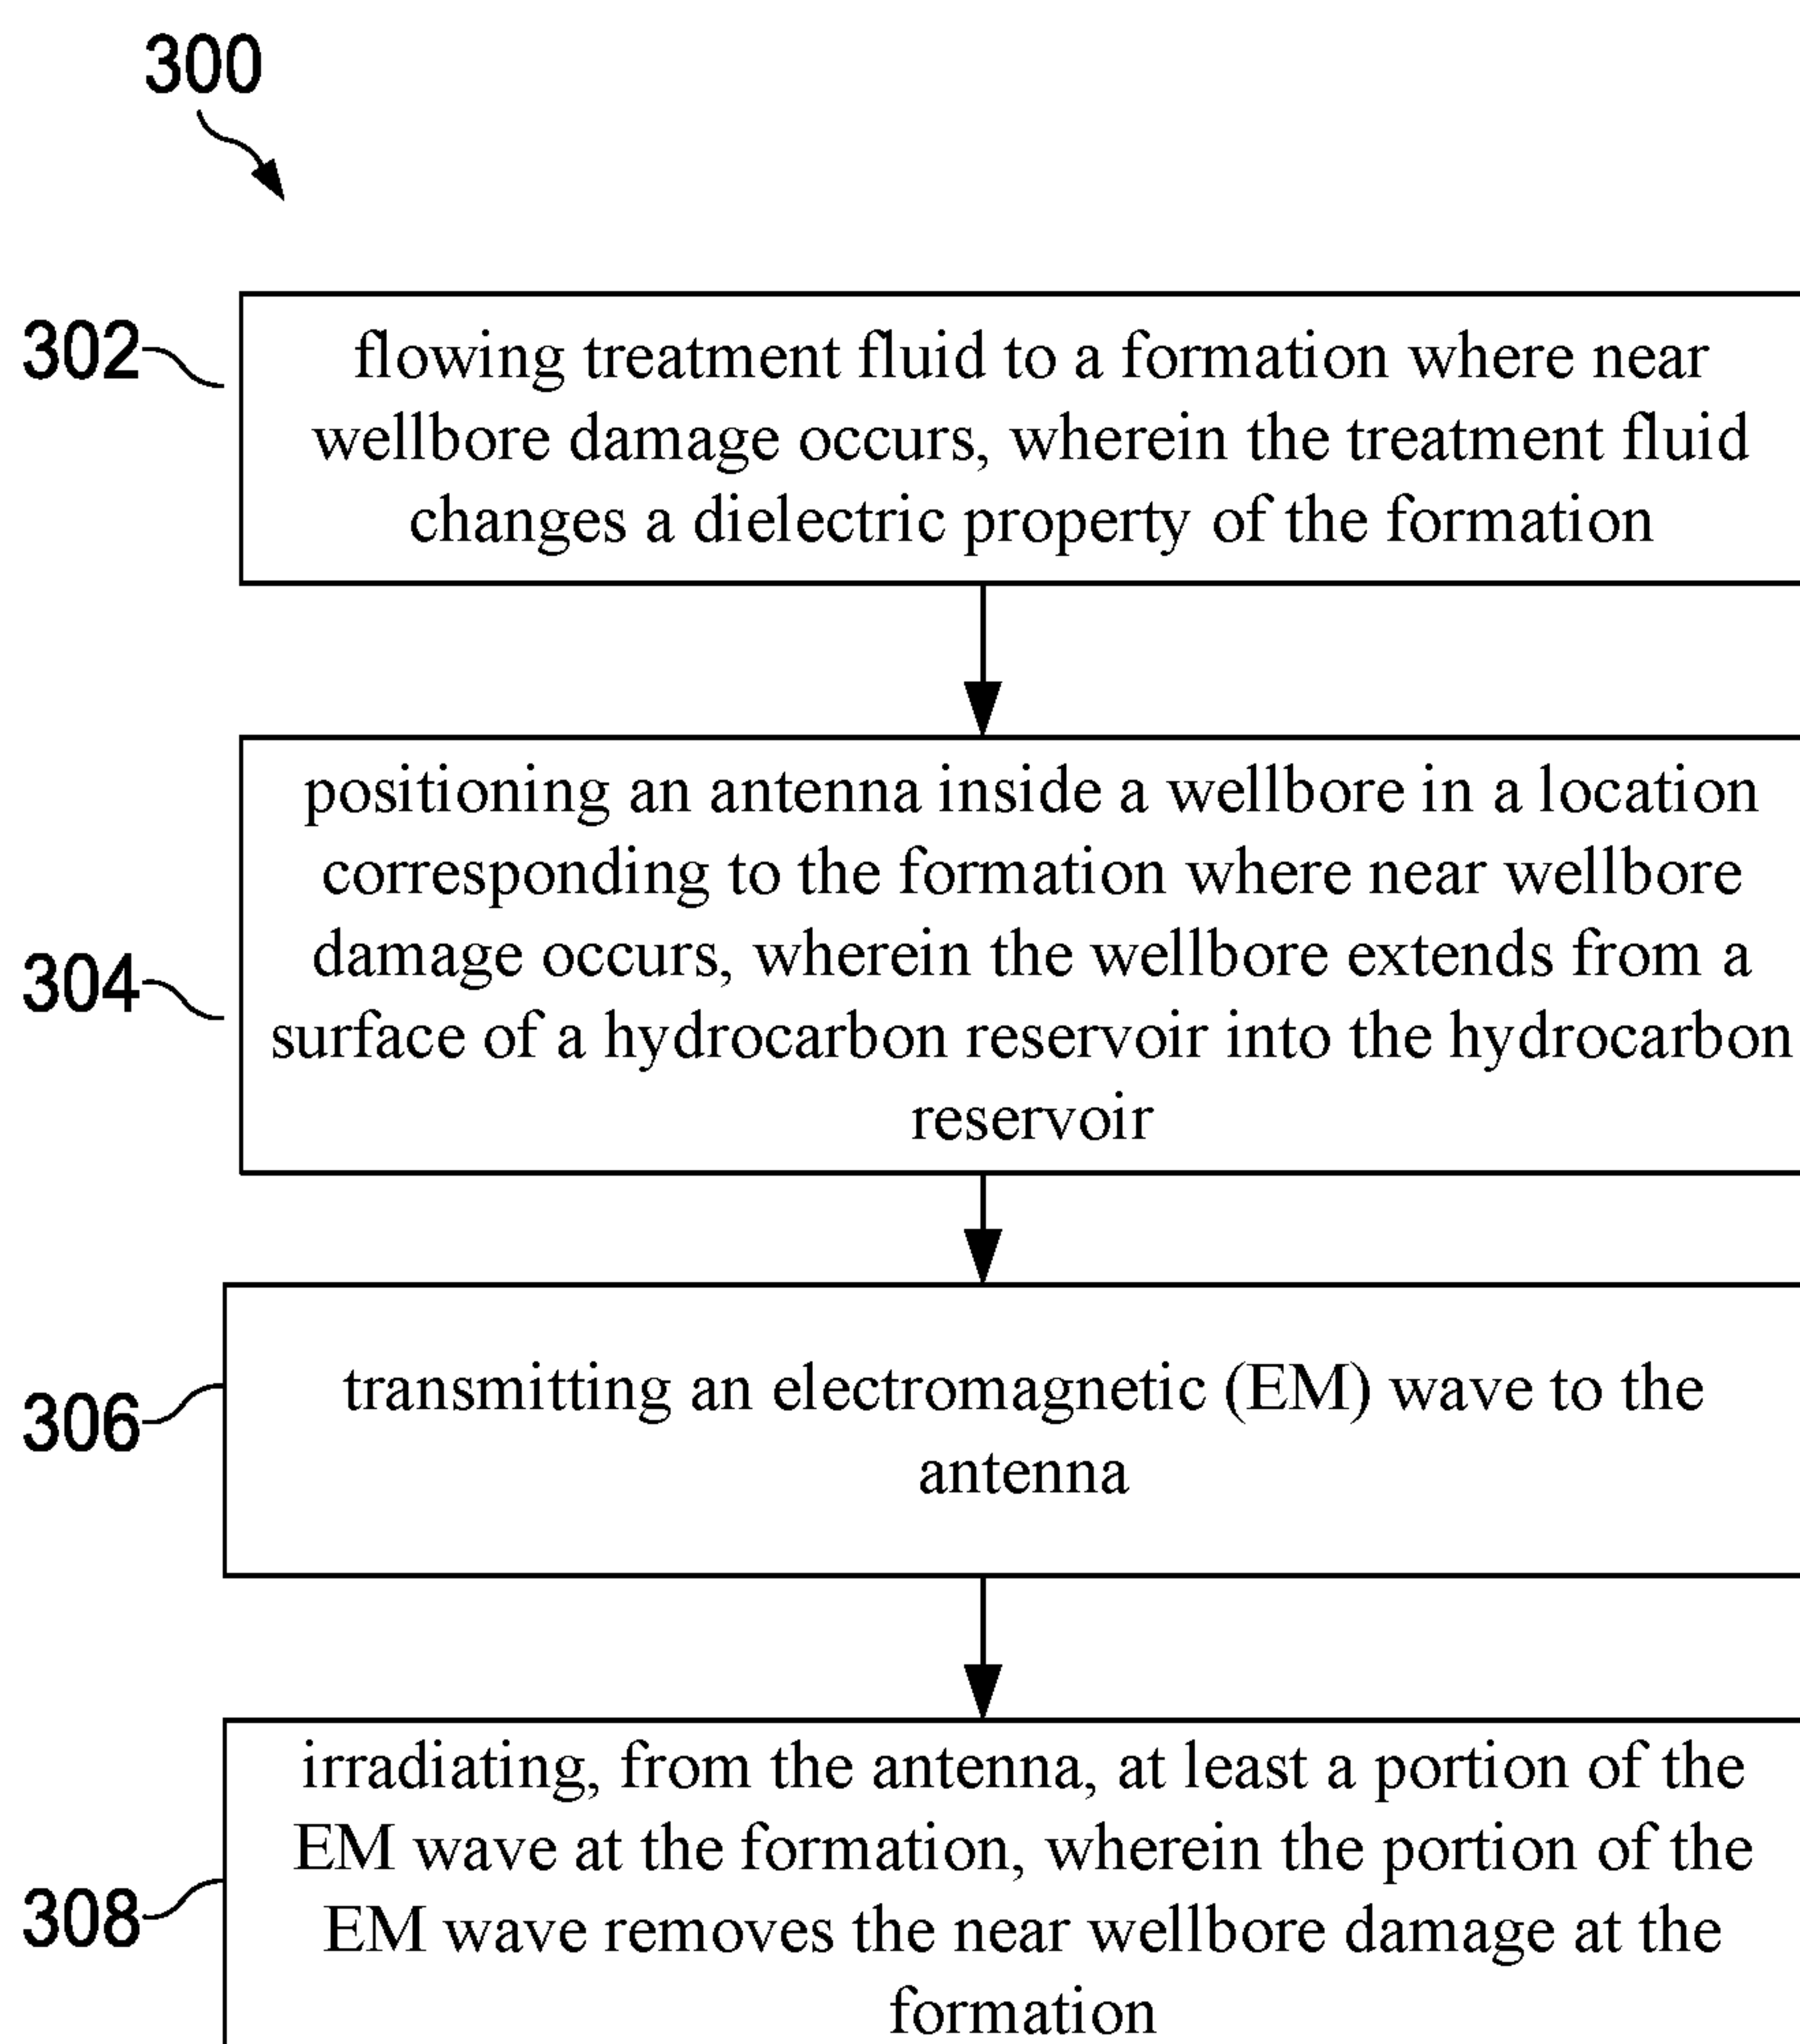 300
302
flowing treatment fluid to a formation where near
wellbore damage occurs, wherein the treatment fluid
changes a dielectric property of the formation
304
positioning an antenna inside a wellbore in a location
corresponding to the formation where near wellbore
damage occurs, wherein the wellbore extends from a
surface of a hydrocarbon reservoir into the hydrocarbon
reservoir
306
transmitting an electromagnetic (EM) wave to the
antenna
308
irradiating, from the antenna, at least a portion of the
EM wave at the formation, wherein the portion of the
EM wave removes the near wellbore damage at the
formation